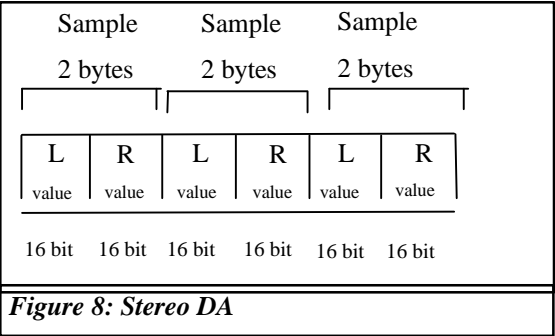 Sample Sample Sample
2 bytes 2 bytes 2 bytes
L R L R L R
value value value value value value
16 bit 16 bit 16 bit 16 bit 16 bit 16 bit
Figure 8: Stereo DA